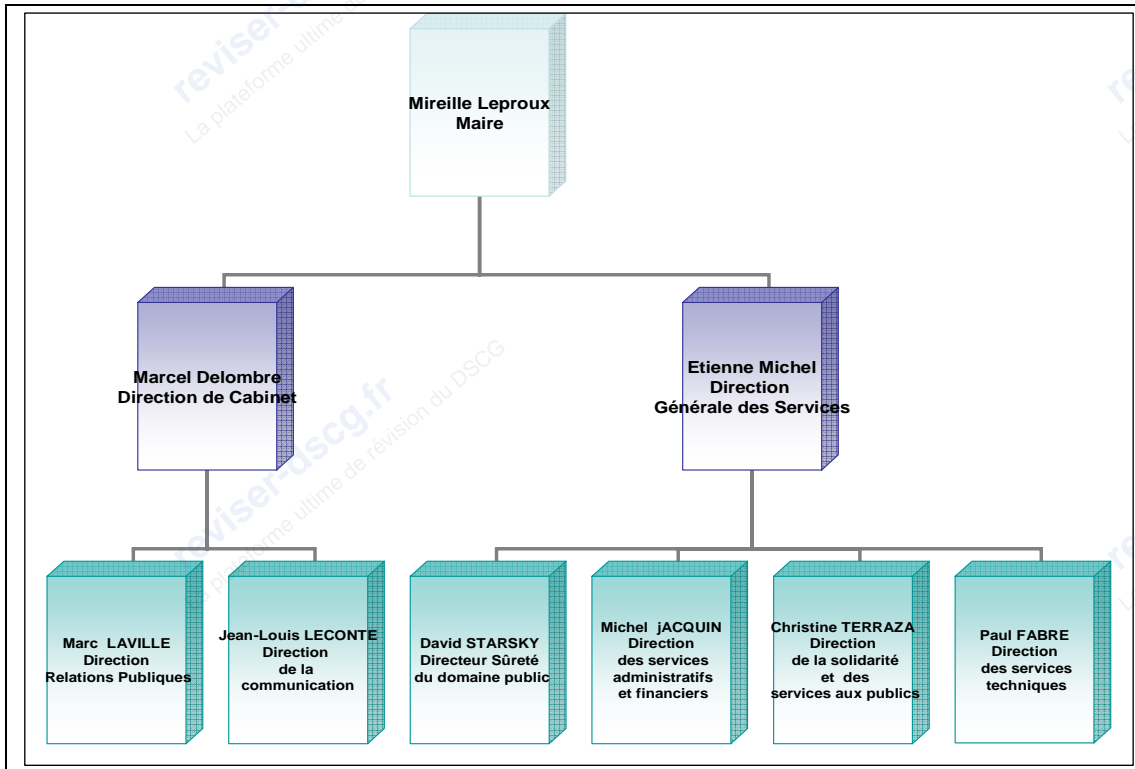 Mireille Leproux
Maire
Marcel Delombre
Direction de Cabinet
Etienne Michel
Direction
Générale des Services
Marc LAVILLE
Direction
Relations Publiques
Jean-Louis LECONTE
Direction
de la
communication
David STARSKY
Directeur Sûreté
du domaine public
Michel jACQUIN
Direction
des services
administratifs
et financiers
Christine TERRAZA
Direction
de la solidarité
et des
services aux publics
Paul FABRE
Direction
des services
techniques
reviser-dscg.fr
La plateforme ultime de révision du DSCG